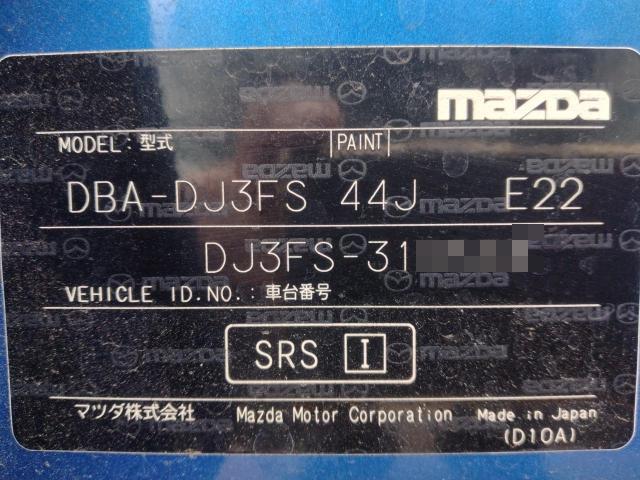 mazda
MODEL: 型式 PAINT
DBA-DJ3FS 44J E22
DJ3FS-31
VEHICLE ID.NO.: 車台番号
SRS I
マツダ株式会社 Mazda Motor Corporation Made in Japan
(D10A)